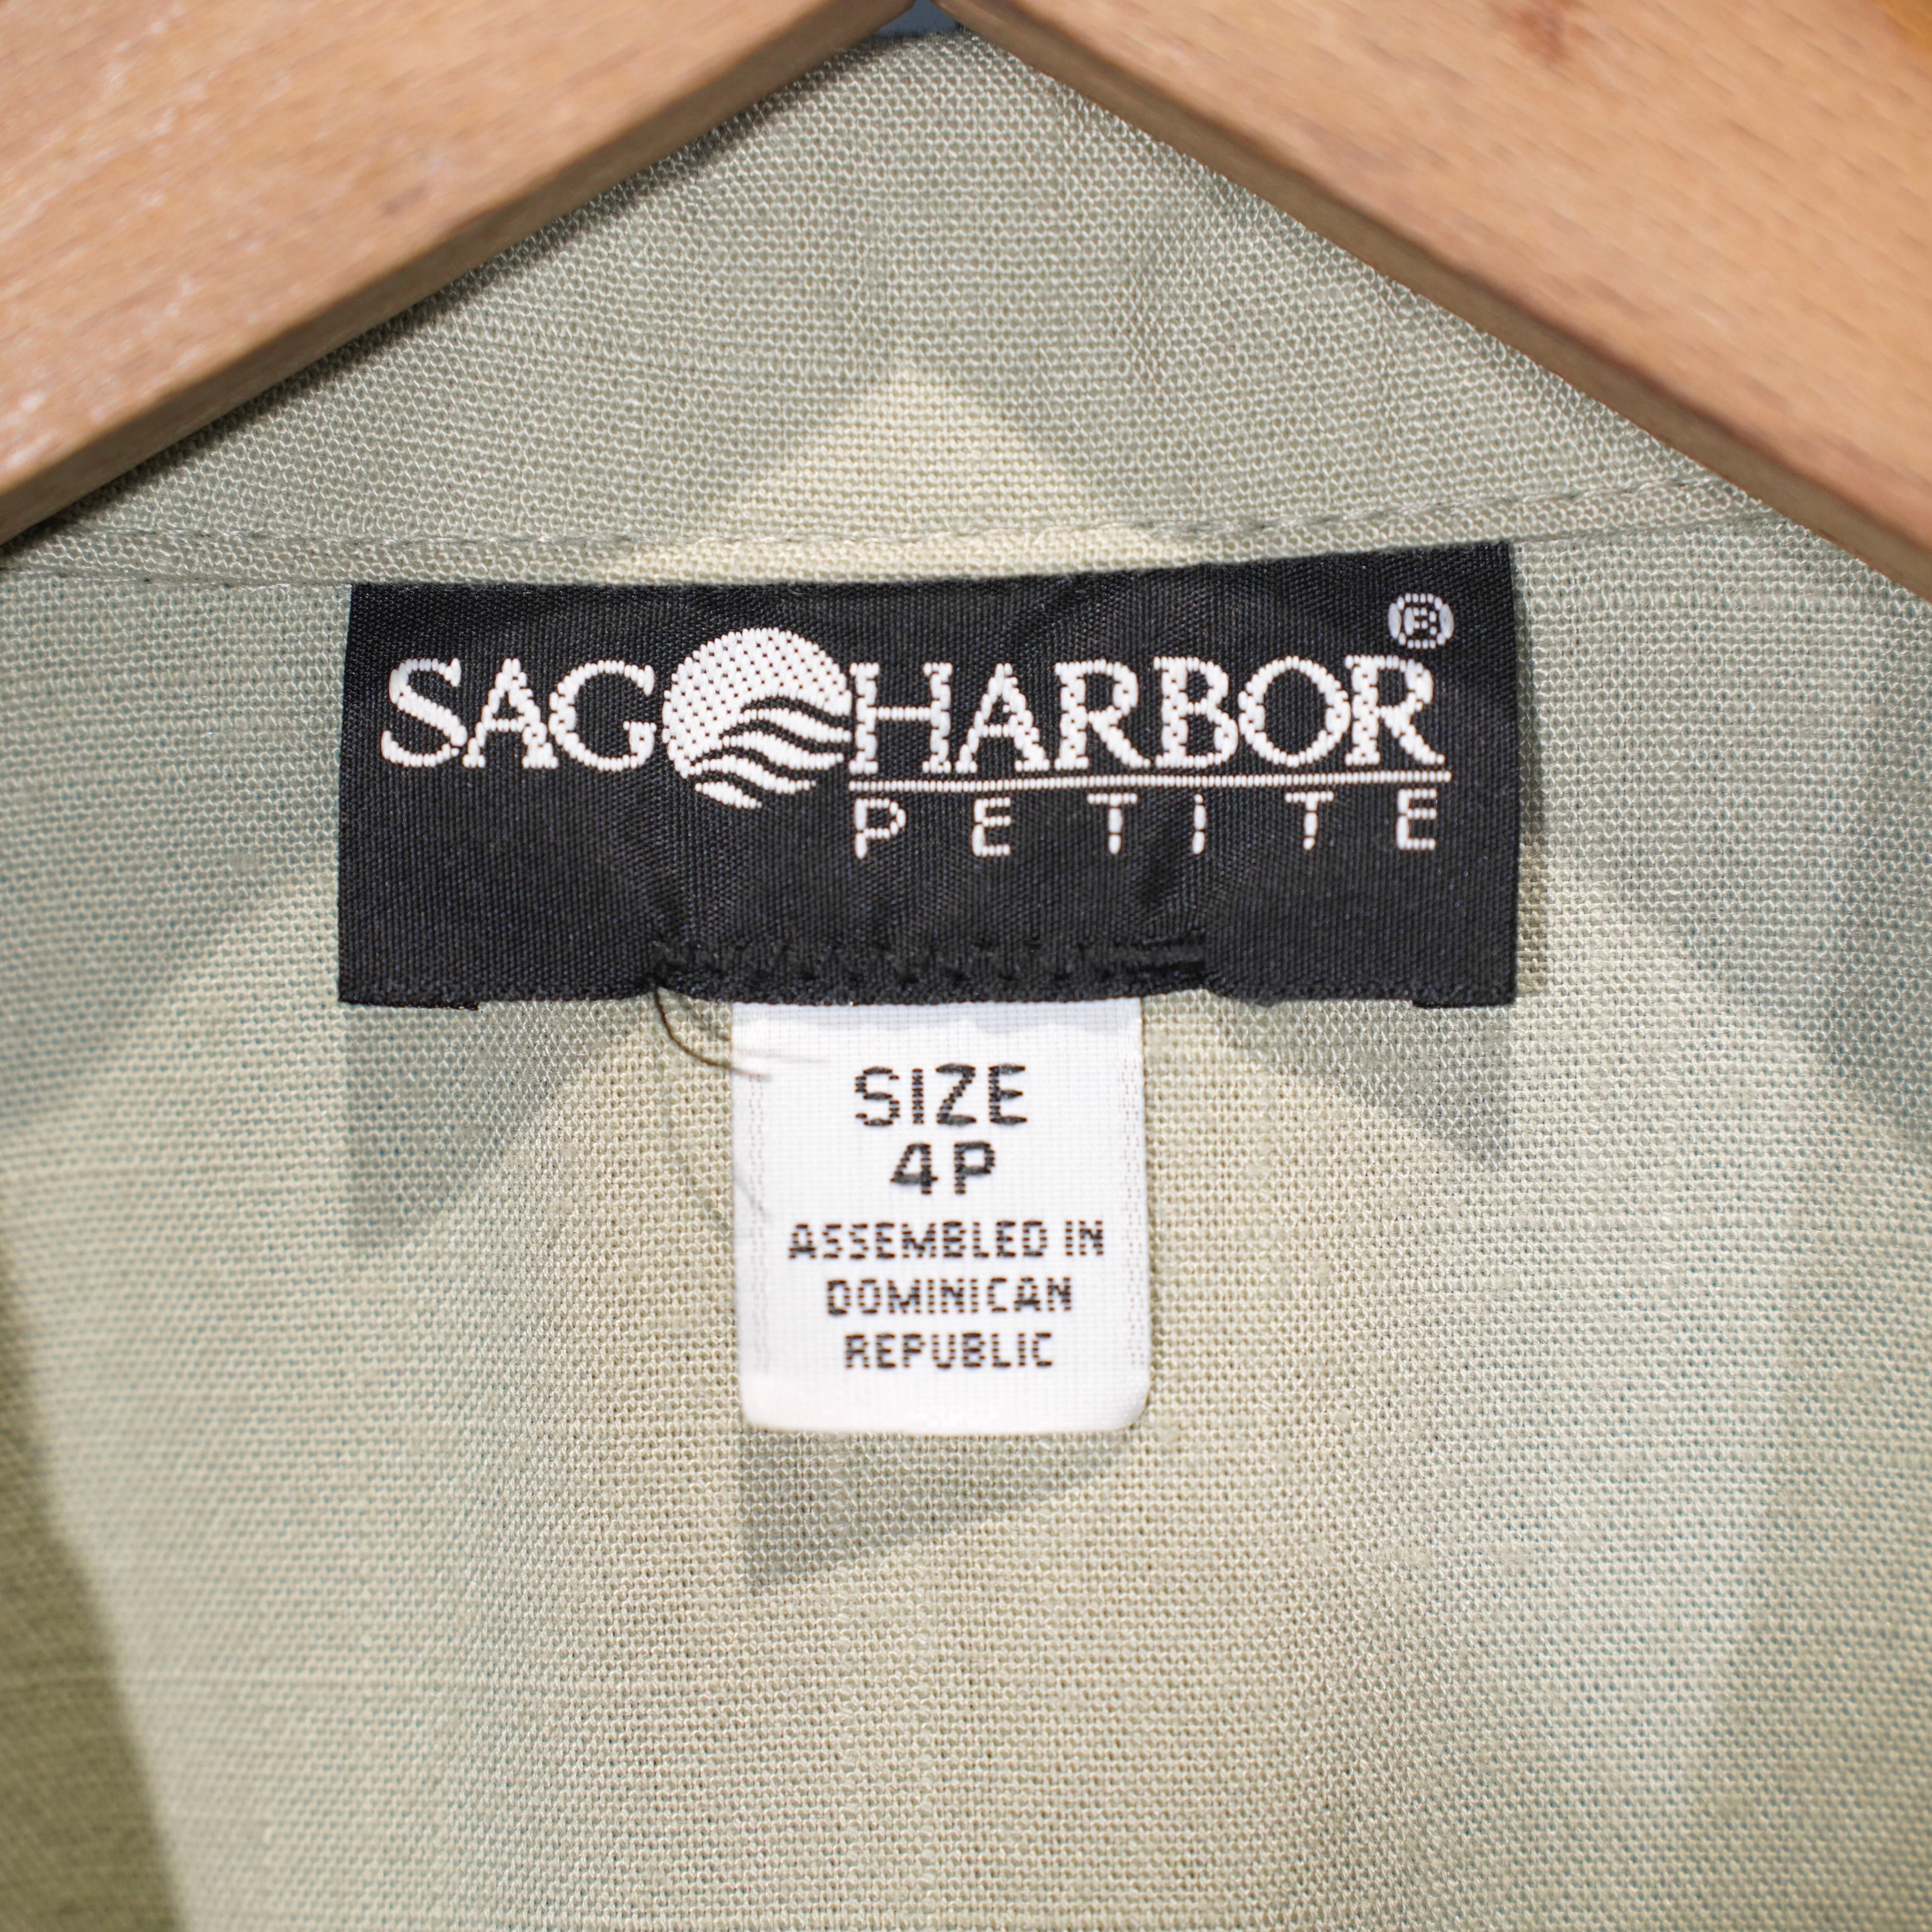 SAG HARBOR®
PETITE
SIZE
4P
ASSEMBLED IN
DOMINICAN
REPUBLIC